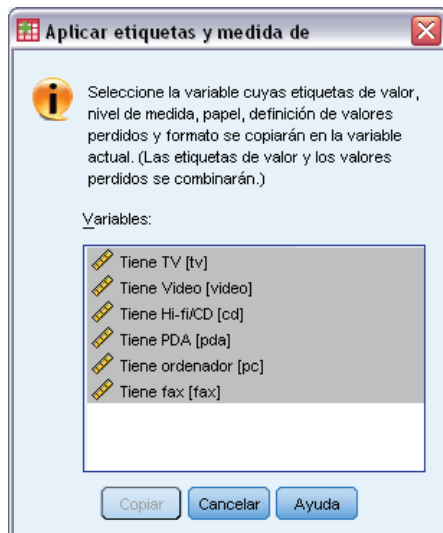 Aplicar etiquetas y medida de
Seleccione la variable cuyas etiquetas de valor,
nivel de medida, papel, definición de valores
perdidos y formato se copiarán en la variable
actual. (Las etiquetas de valor y los valores
perdidos se combinarán.)
Variables:
Tiene TV [tv]
Tiene Video [video]
Tiene Hi-fi/CD [cd]
Tiene PDA [pda]
Tiene ordenador [pc]
Tiene fax [fax]
Copiar Cancelar Ayuda